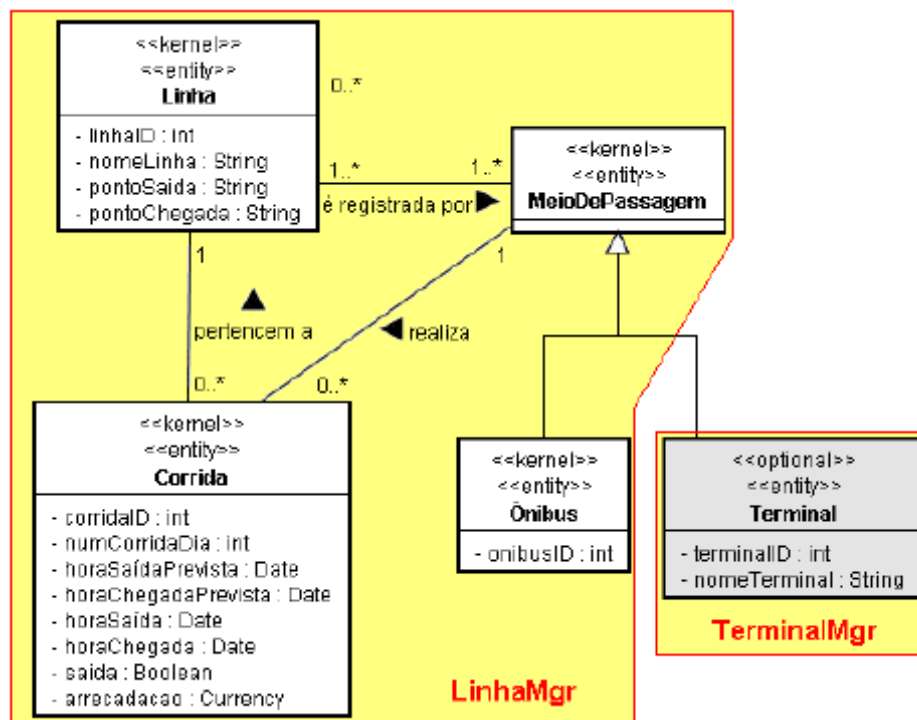 <<kernel>>
<<entity>>
Linha
- linhaID : int
- nomeLinha : String
- pontoSaida : String
- pontoChegada : String
0..*
1..*
1..*
é registrada por
<<kernel>>
<<entity>>
MeioDePassagem
1
1
pertencem a
realiza
0..*
0..*
<<kernel>>
<<entity>>
Corrida
- corridaID : int
- numCorridaDia : int
- horaSaídaPrevista : Date
- horaChegadaPrevista : Date
- horaSaída : Date
- horaChegada : Date
- saida : Boolean
- arrecadacao : Currency
<<kernel>>
<<entity>>
Ônibus
- onibusID : int
<<optional>>
<<entity>>
Terminal
- terminalID : int
- nomeTerminal : String
TerminalMgr
LinhaMgr